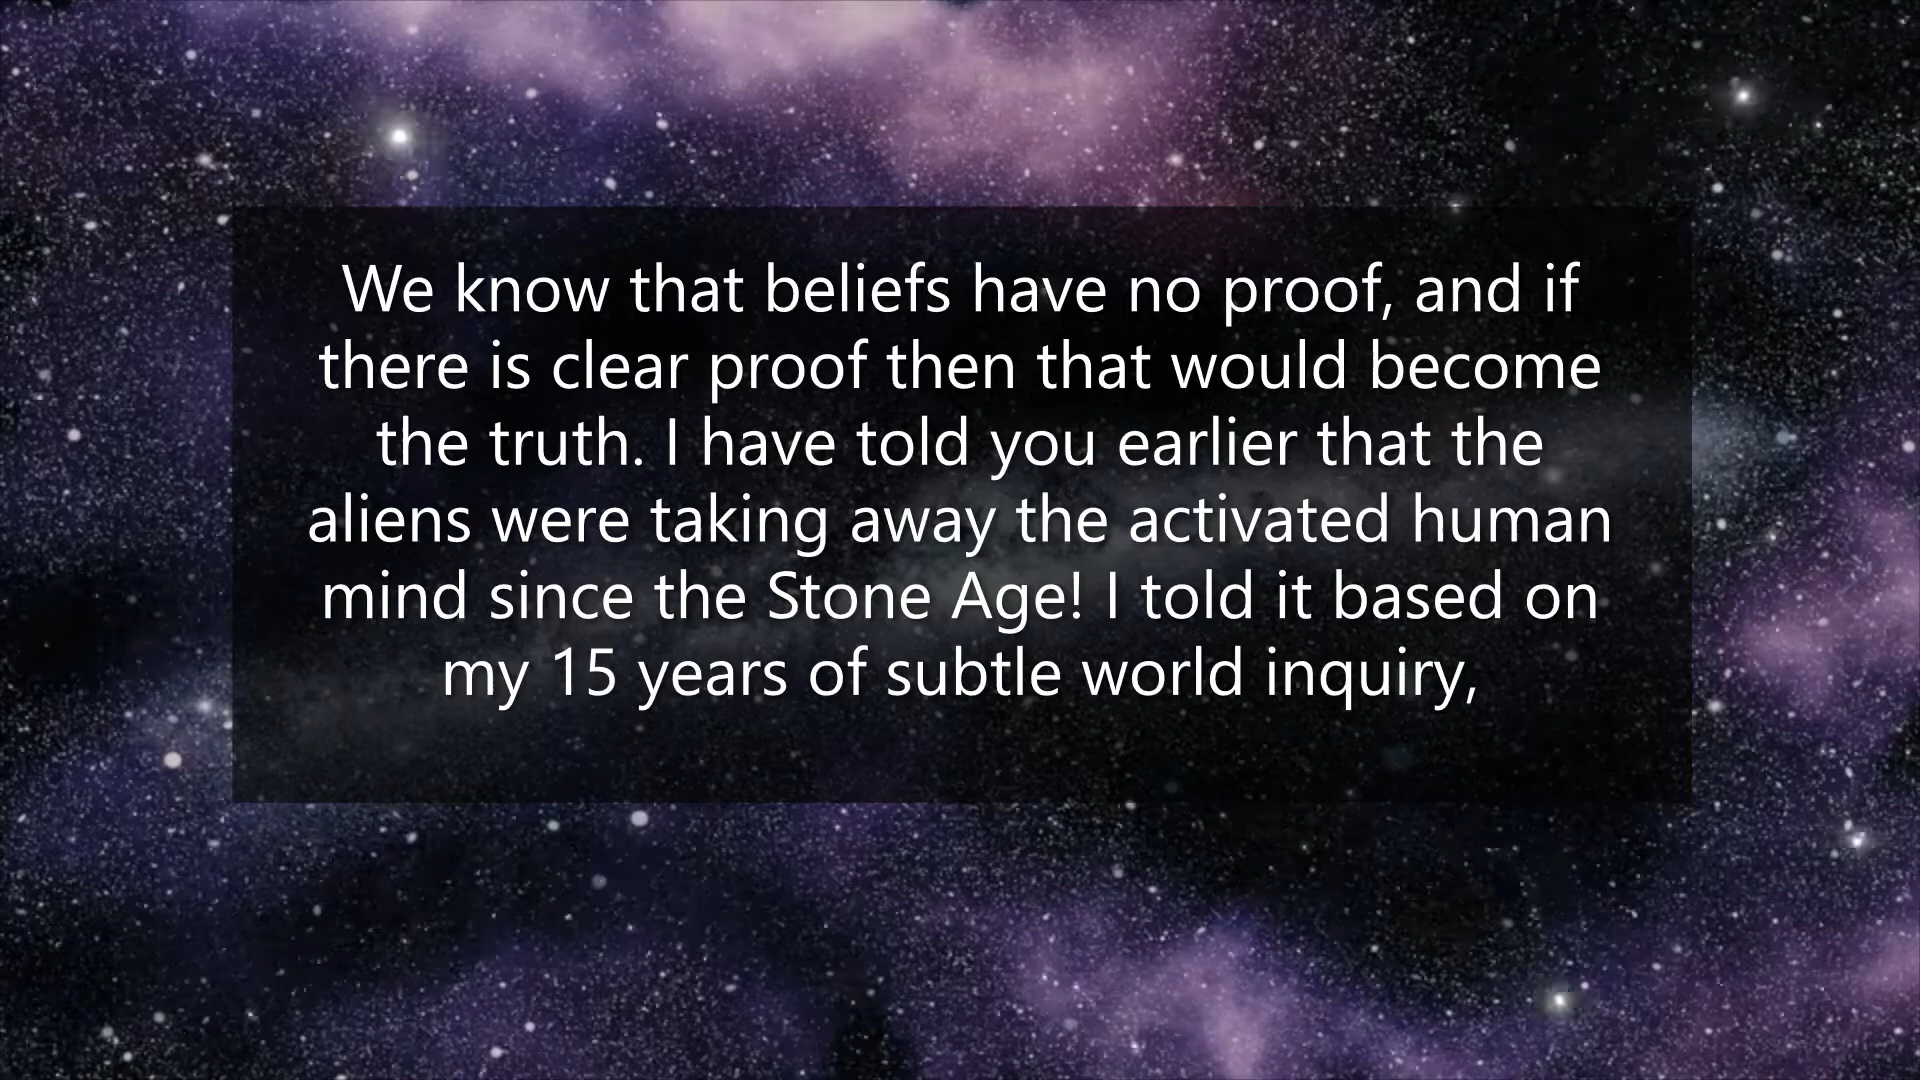 We know that beliefs have no proof, and if
there is clear proof then that would become
the truth. I have told you earlier that the
aliens were taking away the activated human
mind since the Stone Age! I told it based on
my 15 years of subtle world inquiry,